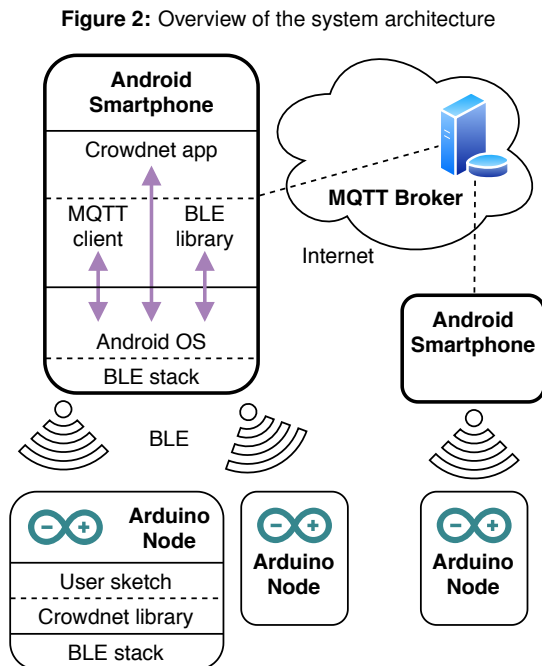 Figure 2: Overview of the system architecture
Android
Smartphone
Crowdnet app
MQTT
client
BLE
library
Android OS
BLE stack
MQTT Broker
Internet
Android
Smartphone
BLE
Arduino
Node
User sketch
Crowdnet library
BLE stack
Arduino
Node
Arduino
Node